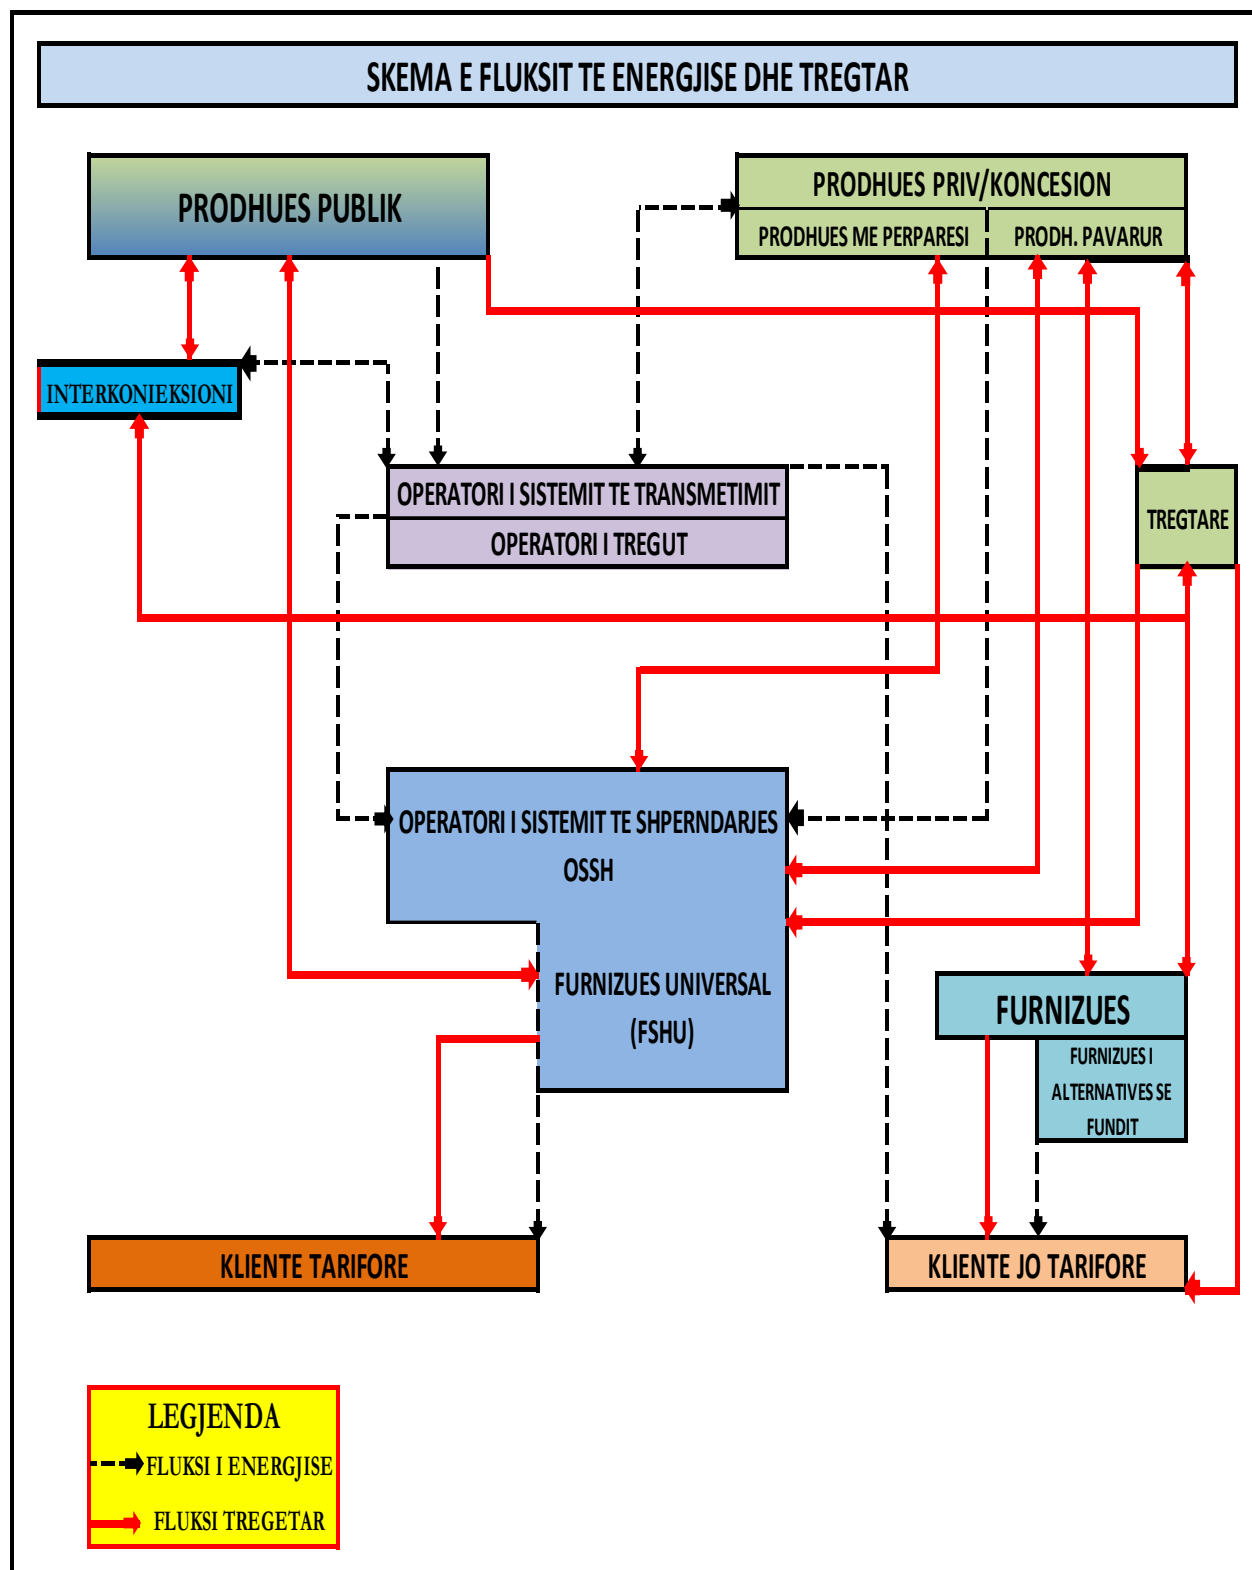 SKEMA E FLUKSIT TE ENERGJISE DHE TREGTAR
PRODHUES PUBLIK
PRODHUES PRIV/KONCESION
PRODHUES ME PERPARESI
PRODH. PAVARUR
INTERKONIEKSIONI
OPERATORI I SISTEMIT TE TRANSMETIMIT
OPERATORI I TREGUT
TREGTARE
OPERATORI I SISTEMIT TE SHPERNDARJES
OSSH
FURNIZUES UNIVERSAL
(FSHU)
FURNIZUES
FURNIZUES I
ALTERNATIVES SE
FUNDIT
KLIENTE TARIFORE
KLIENTE JO TARIFORE
LEGJENDA
FLUKSI I ENERGJISE
FLUKSI TREGETAR